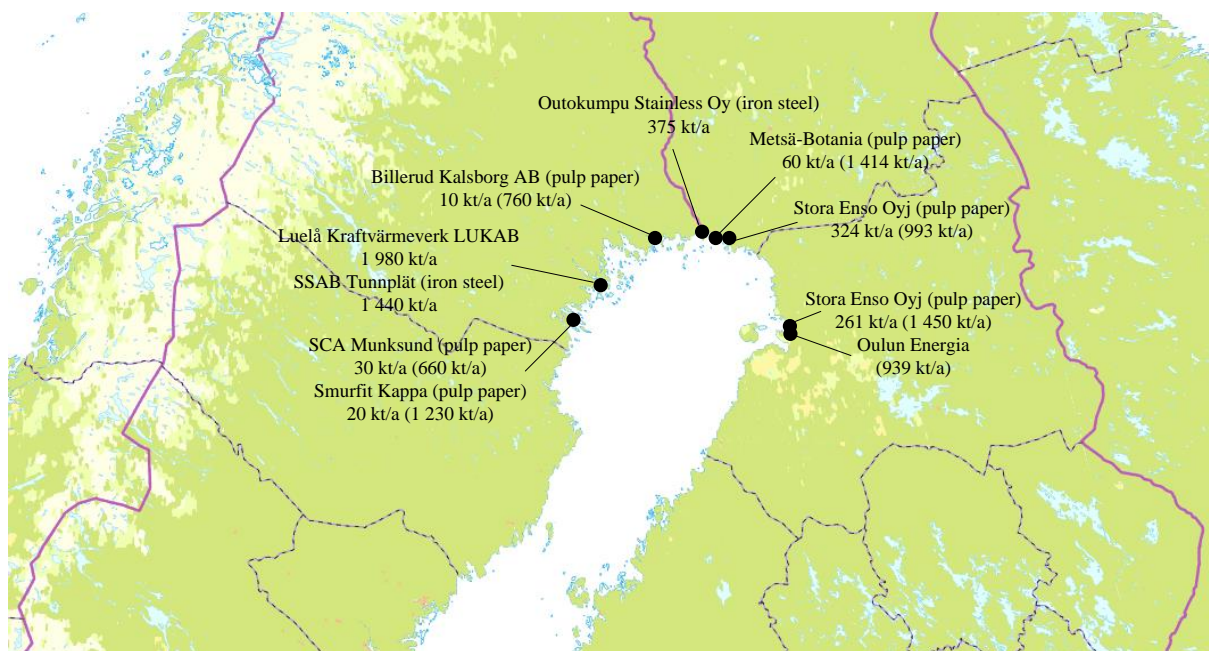 Outokumpu Stainless Oy (iron steel)
375 kt/a
Metsä-Botania (pulp paper)
60 kt/a (1 414 kt/a)
Billerud Kalsborg AB (pulp paper)
10 kt/a (760 kt/a)
Stora Enso Oyj (pulp paper)
324 kt/a (993 kt/a)
Luelå Kraftvärmeverk LUKAB
1 980 kt/a
SSAB Tunnplät (iron steel)
1 440 kt/a
Stora Enso Oyj (pulp paper)
261 kt/a (1 450 kt/a)
Oulun Energia
(939 kt/a)
SCA Munksund (pulp paper)
30 kt/a (660 kt/a)
Smurfit Kappa (pulp paper)
20 kt/a (1 230 kt/a)